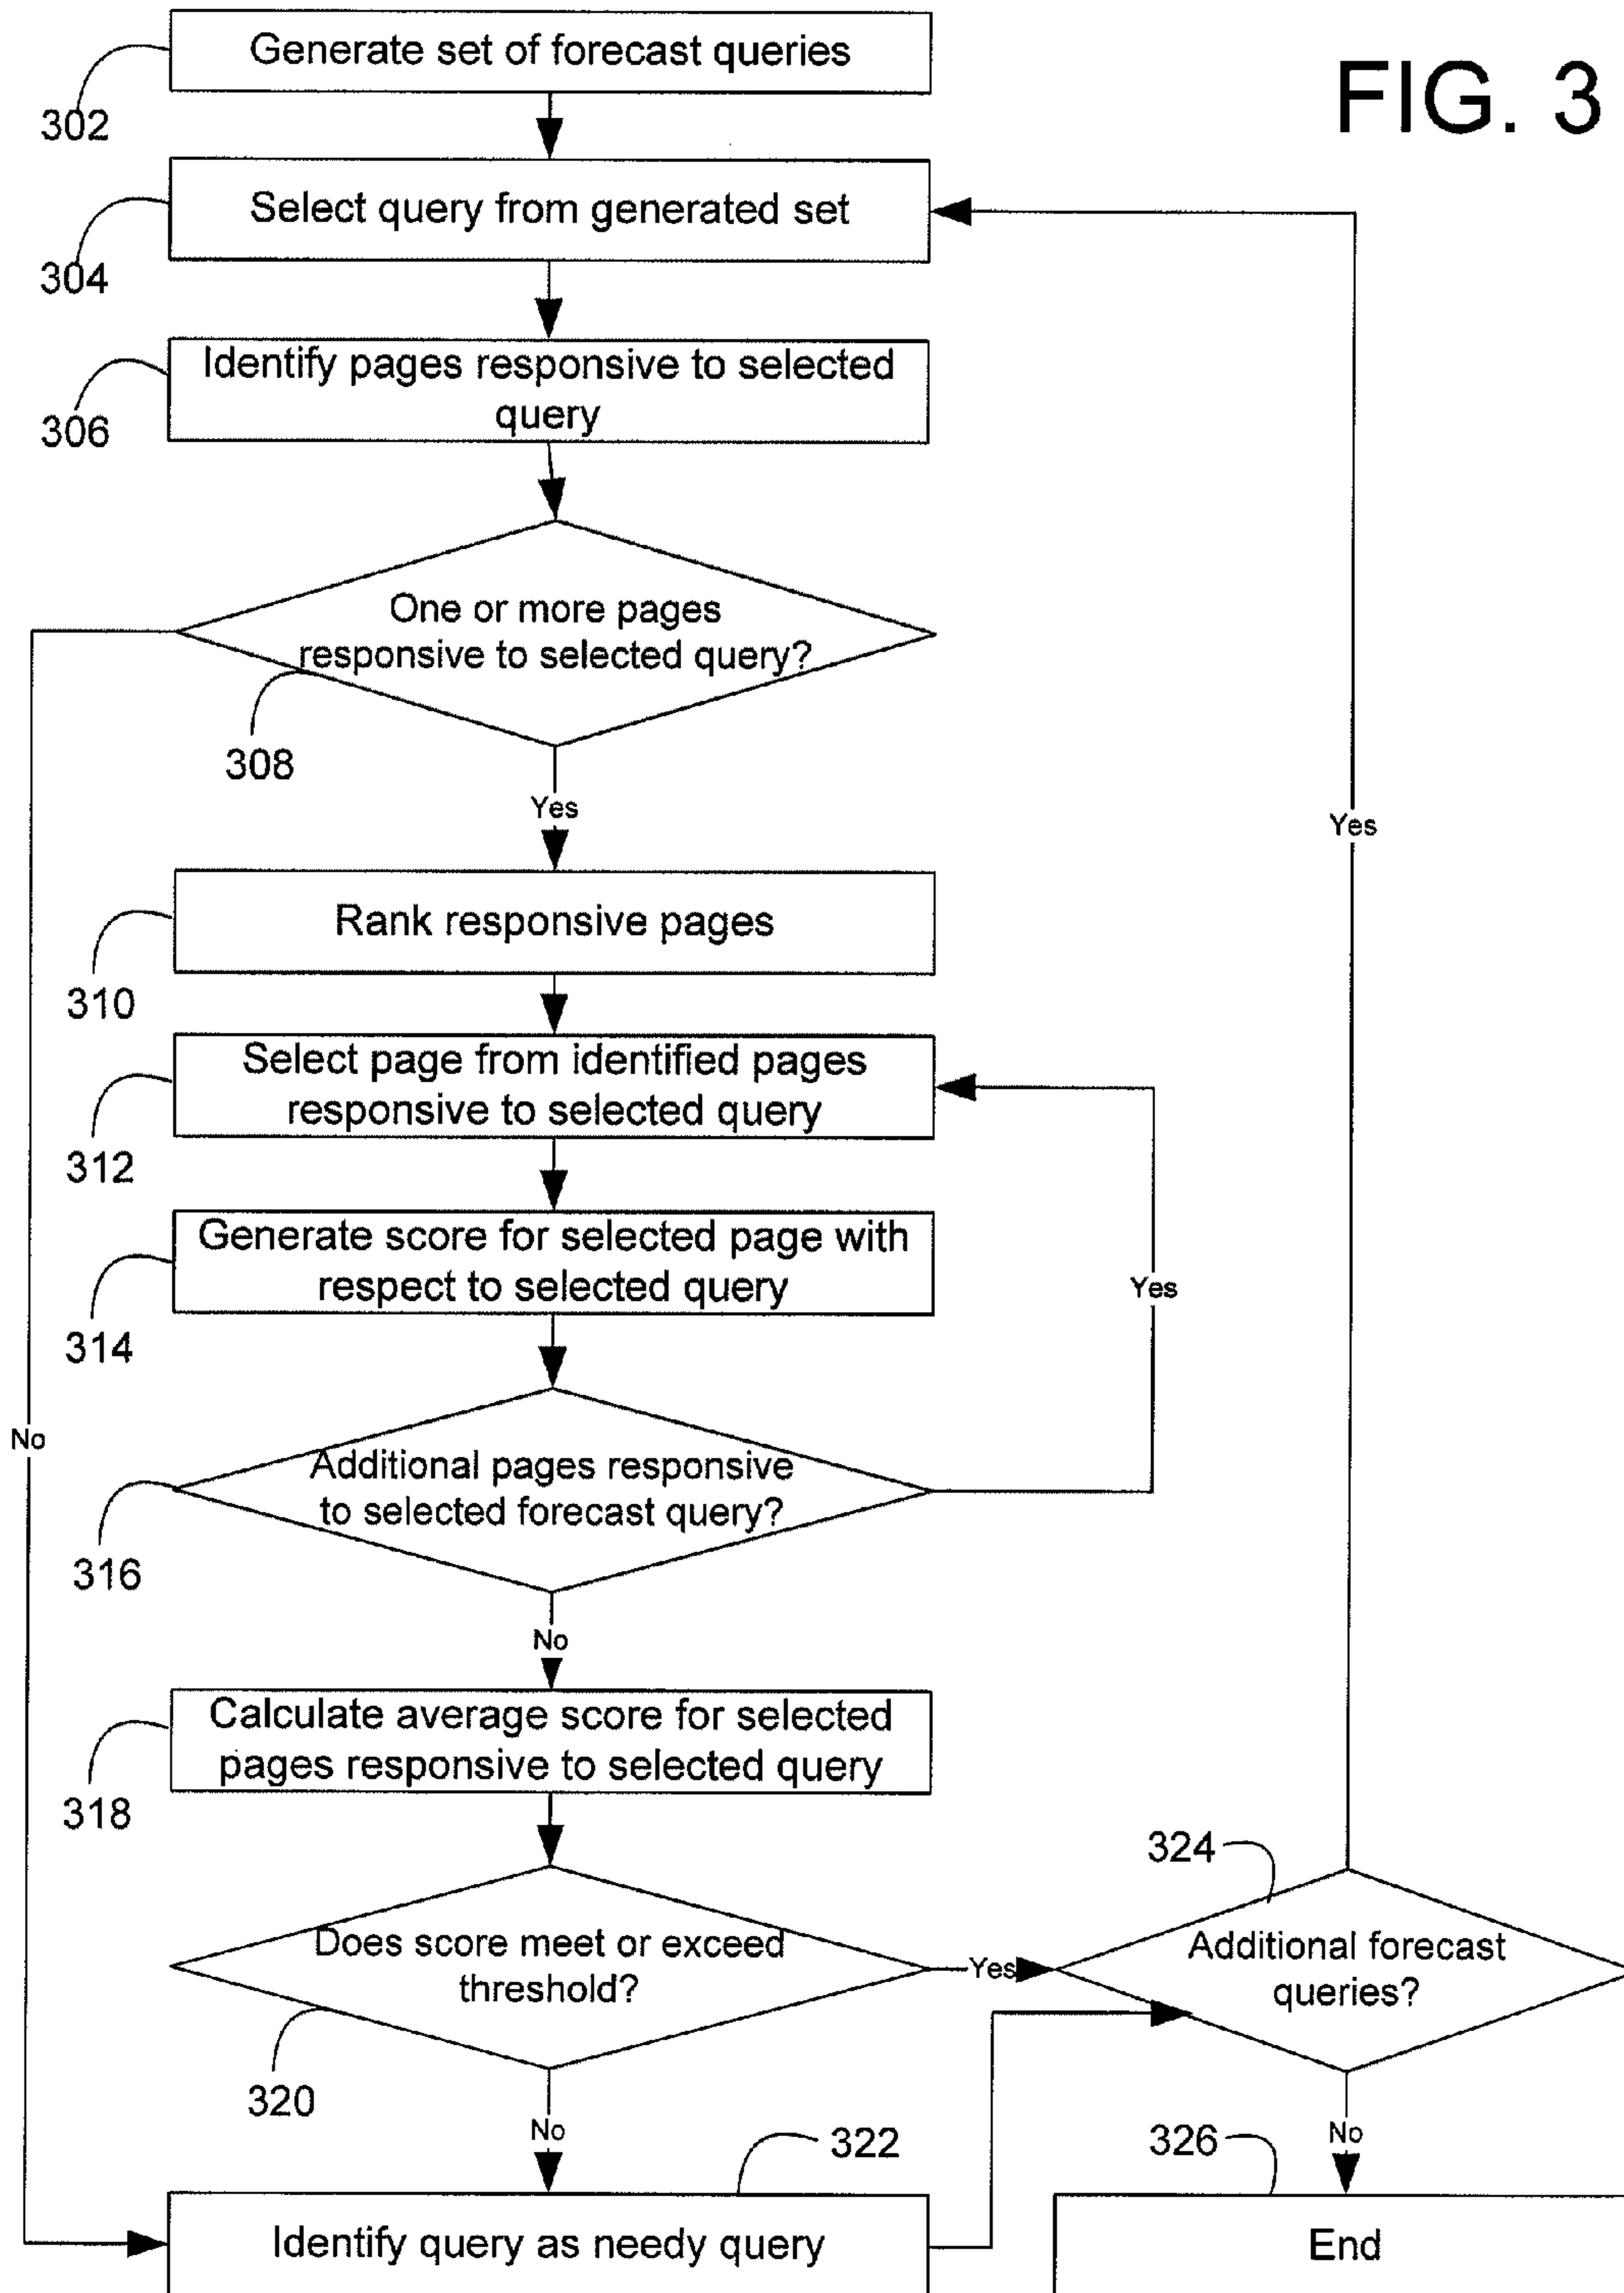 FIG. 3
Generate set of forecast queries
302
Select query from generated set
304
Identify pages responsive to selected
query
306
One or more pages
responsive to selected query?
308
Yes
Yes
Rank responsive pages
310
Select page from identified pages
responsive to selected query
312
Generate score for selected page with
respect to selected query
314
Yes
No
Additional pages responsive
to selected forecast query?
316
No
Calculate average score for selected
pages responsive to selected query
318
324
Does score meet or exceed
threshold?
Yes
Additional forecast
queries?
320
No
322
326
No
Identify query as needy query
End